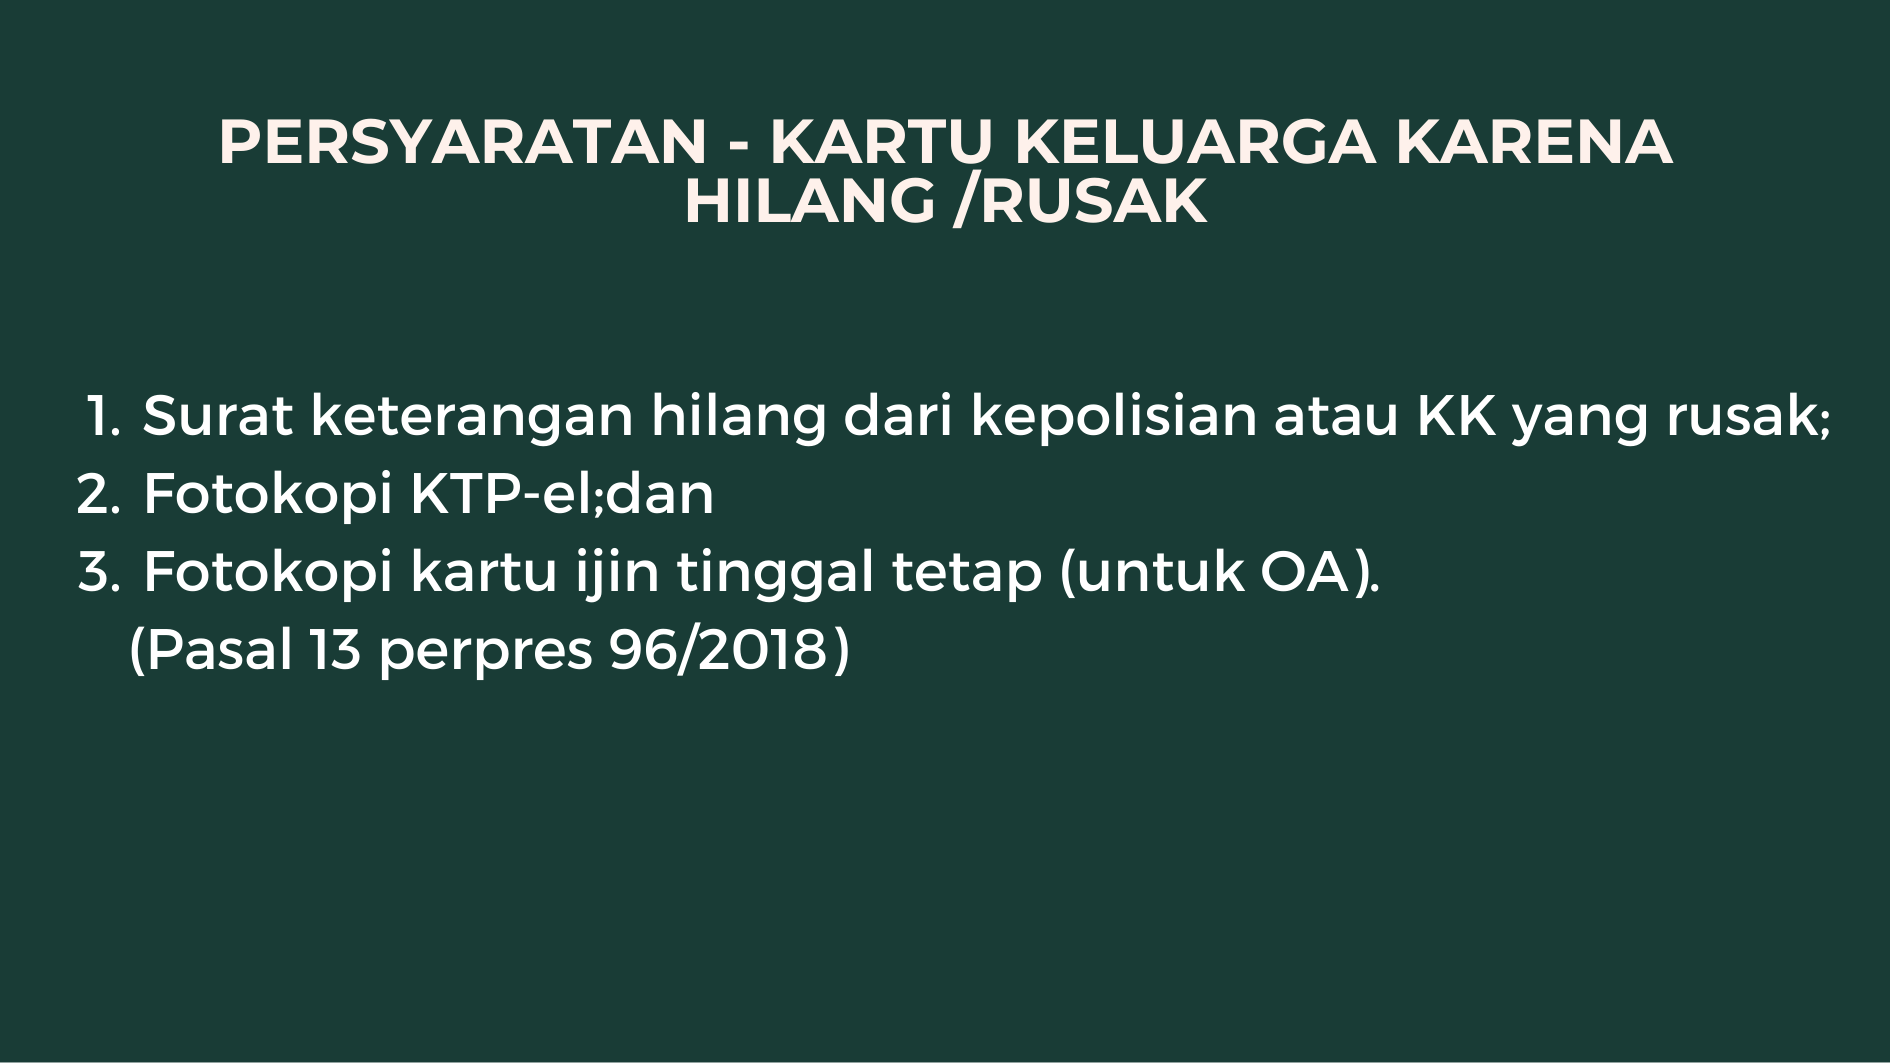 PERSYARATAN - KARTU KELUARGA KARENA
HILANG /RUSAK
1. Surat keterangan hilang dari kepolisian atau KK yang rusak;
2. Fotokopi KTP-el;dan
3. Fotokopi kartu ijin tinggal tetap (untuk OA).
(Pasal 13 perpres 96/2018)